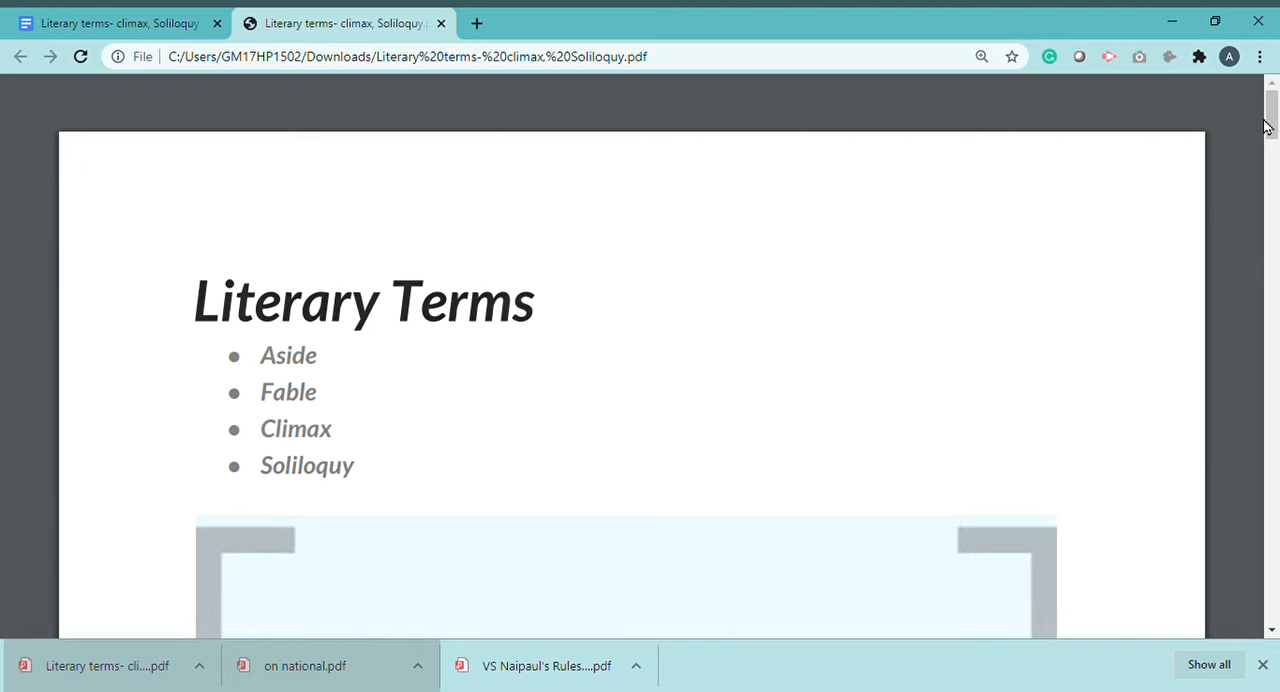 Literary terms- climax, Soliloquy
Literary terms- climax, Soliloquy.
File
C:/Users/GM17HP1502/Downloads/Literary%20terms-%20climax,%20Soliloquy.pdf
A
Literary Terms
● Aside
● Fable
● Climax
● Soliloquy
Literary terms- cli....pdf
on national.pdf
VS Naipaul's Rules....pdf
Show all